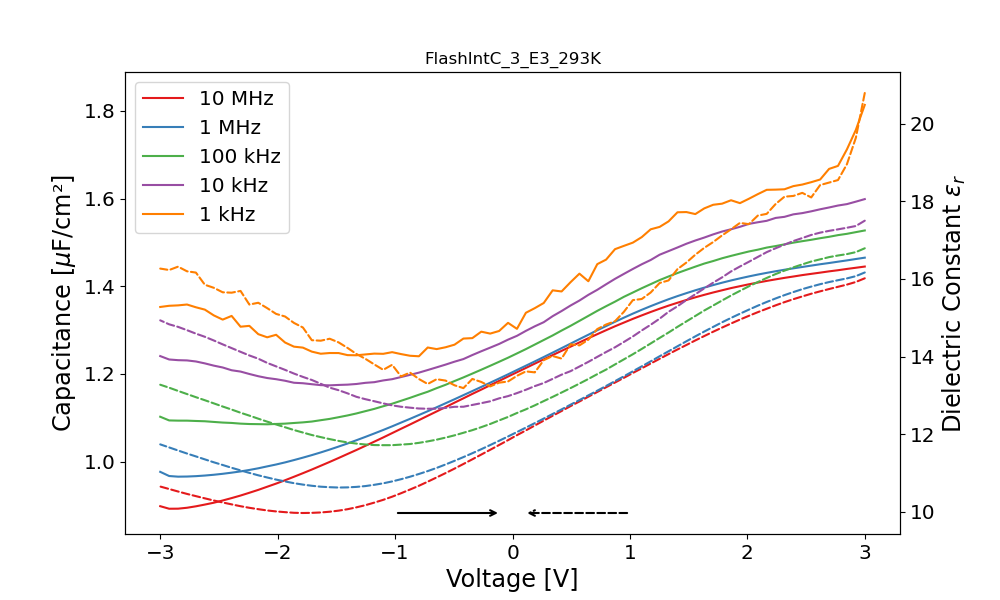 FlashIntC_3_E3_293K
10 MHz
1 MHz
100 kHz
10 kHz
1 kHz
Capacitance [μF/cm²]
1.8
1.6
1.4
1.2
1.0
20
18
16
14
12
10
Dielectric Constant εr
−3
−2
−1
0
1
2
3
Voltage [V]